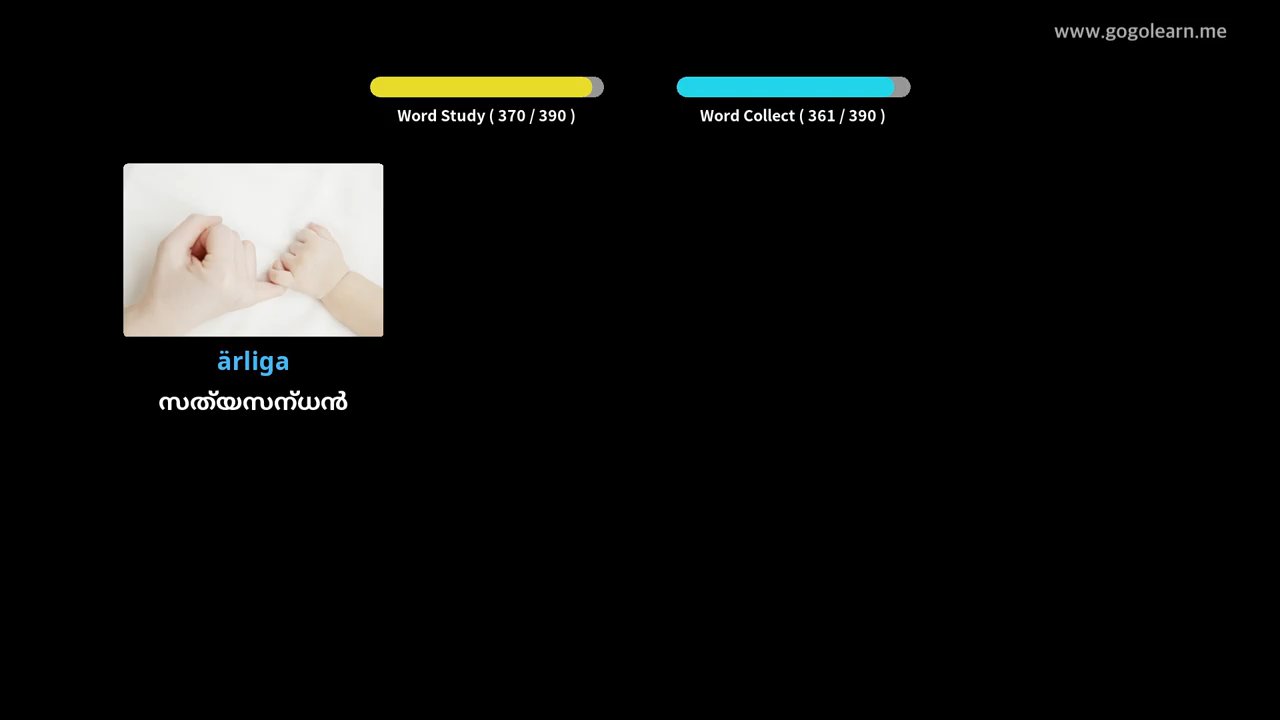 www.gogolearn.me
Word Study ( 370 / 390 )
Word Collect ( 361 / 390 )
ärliga
സത്യസന്ധൻ